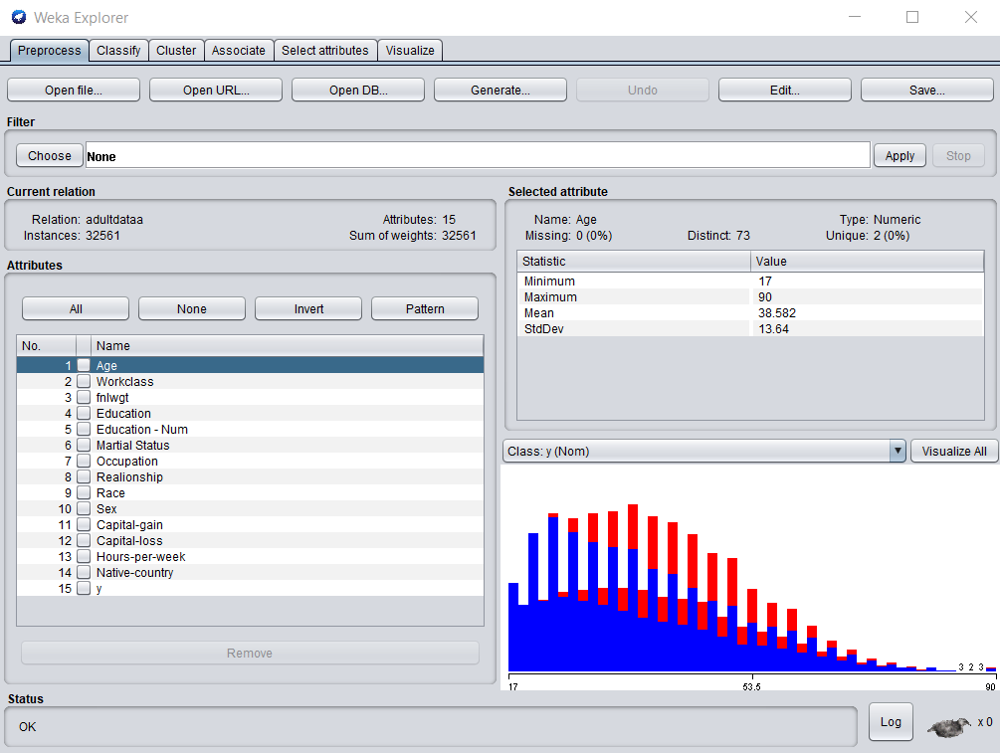 Weka Explorer
Preprocess Classify Cluster Associate Select attributes Visualize
Open file... Open URL... Open DB... Generate... Undo Edit... Save...
Filter
Choose None Apply Stop
Current relation
Relation: adultdataa Attributes: 15
Instances: 32561 Sum of weights: 32561
Attributes
All None Invert Pattern
No. Name
1 Age
2 Workclass
3 fnlwgt
4 Education
5 Education - Num
6 Martial Status
7 Occupation
8 Realionship
9 Race
10 Sex
11 Capital-gain
12 Capital-loss
13 Hours-per-week
14 Native-country
15 y
Remove
Selected attribute
Name: Age Type: Numeric
Missing: 0 (0%) Distinct: 73 Unique: 2 (0%)
Statistic Value
Minimum 17
Maximum 90
Mean 38.582
StdDev 13.64
Class: y (Nom) Visualize All
3 2 3
17 53.5 90
Status
OK Log x 0